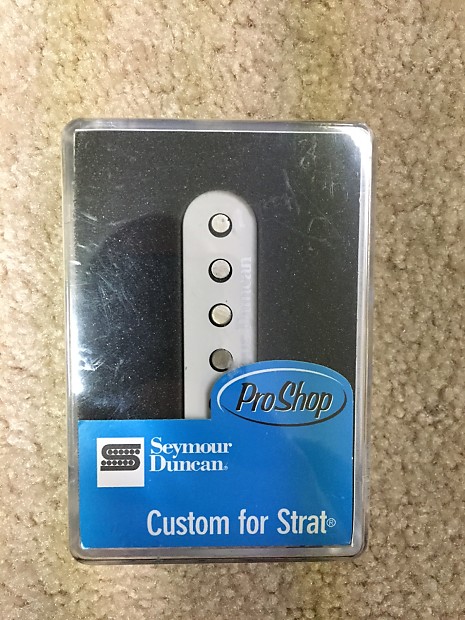 ProShop
Seymour
Duncan®
Custom for Strat®